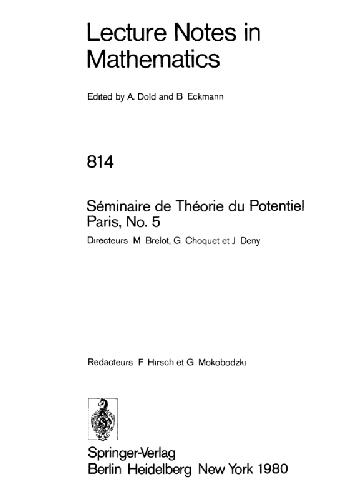 Lecture Notes in
Mathematics
Edited by A. Dold and B. Eckmann
814
Séminaire de Théorie du Potentiel
Paris, No. 5
Directeurs M. Brelot, G. Choquet et J. Deny
Redacteurs F. Hirsch et G. Mokobodzki
Springer-Verlag
Berlin Heidelberg New York 1980